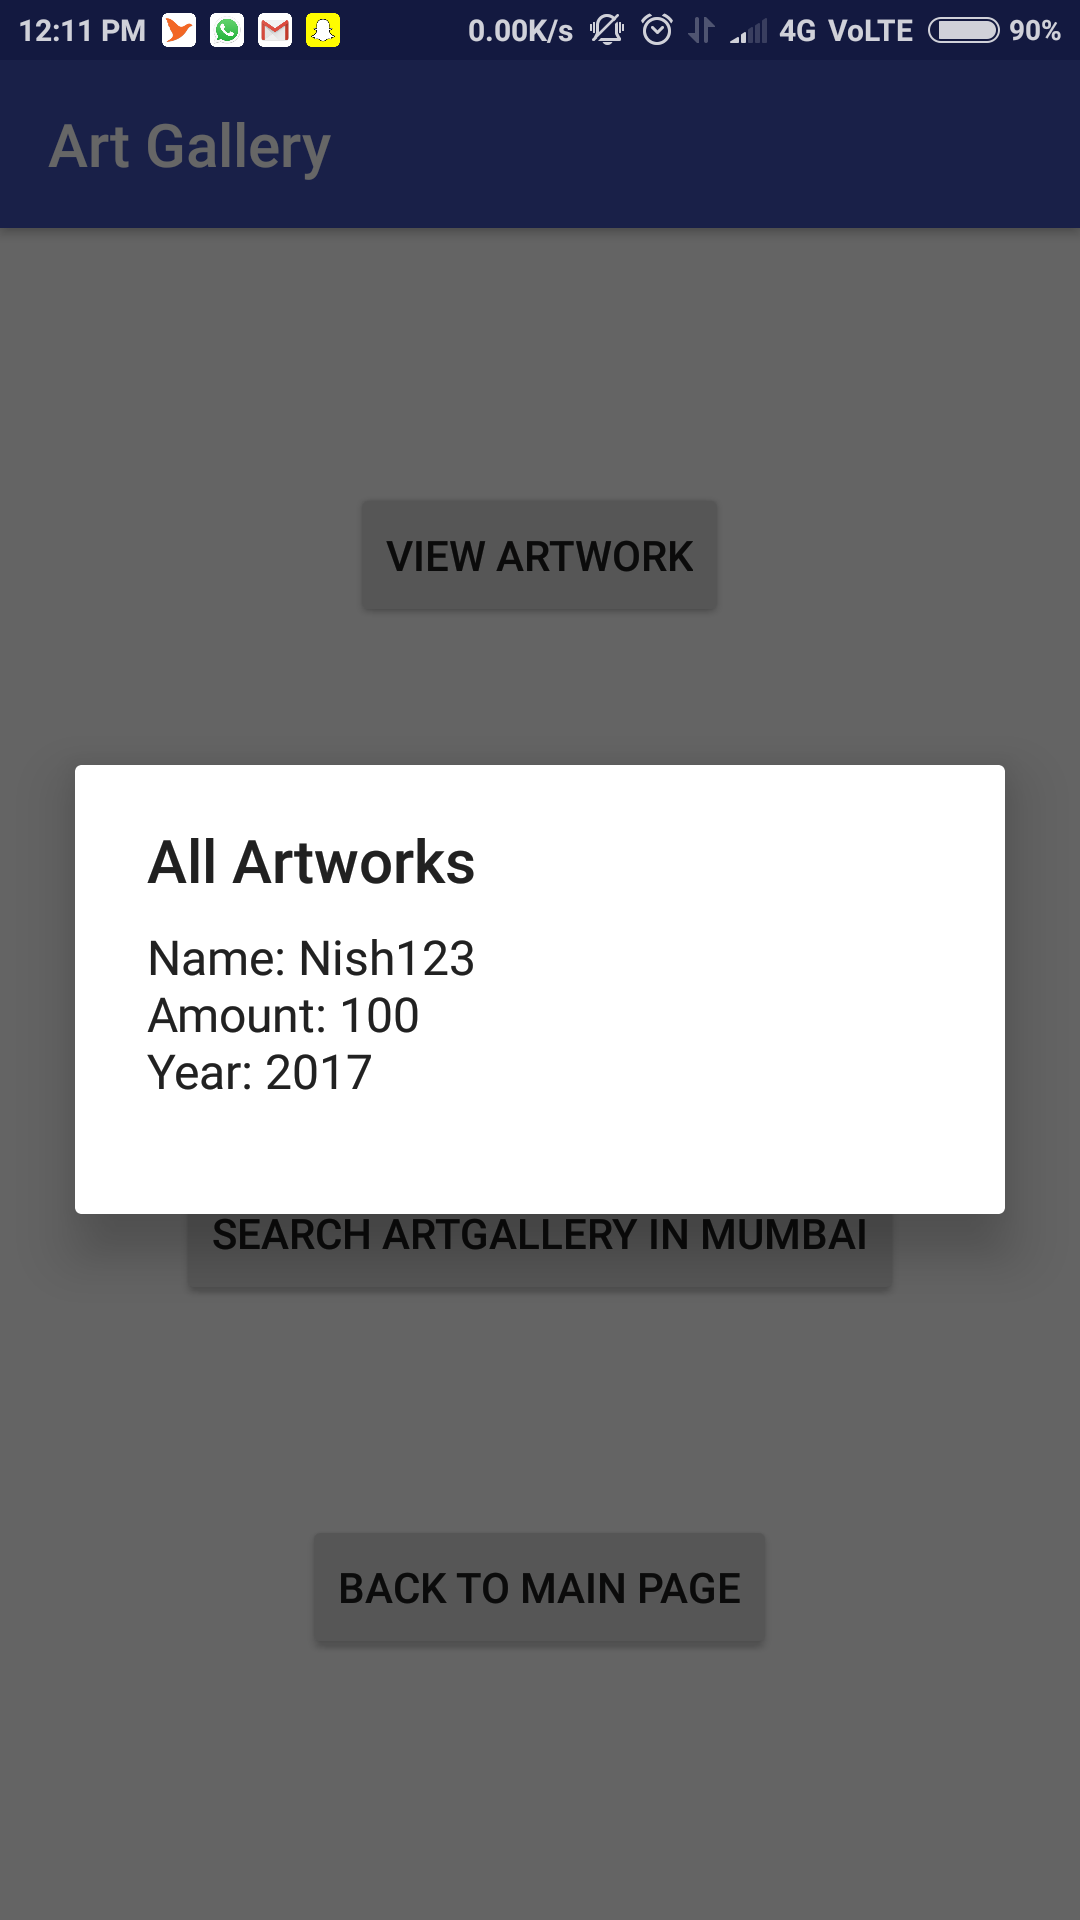 12:11 PM 0.00K/s 4G VoLTE 90%
Art Gallery
VIEW ARTWORK
All Artworks
Name: Nish123
Amount: 100
Year: 2017
SEARCH ARTGALLERY IN MUMBAI
BACK TO MAIN PAGE